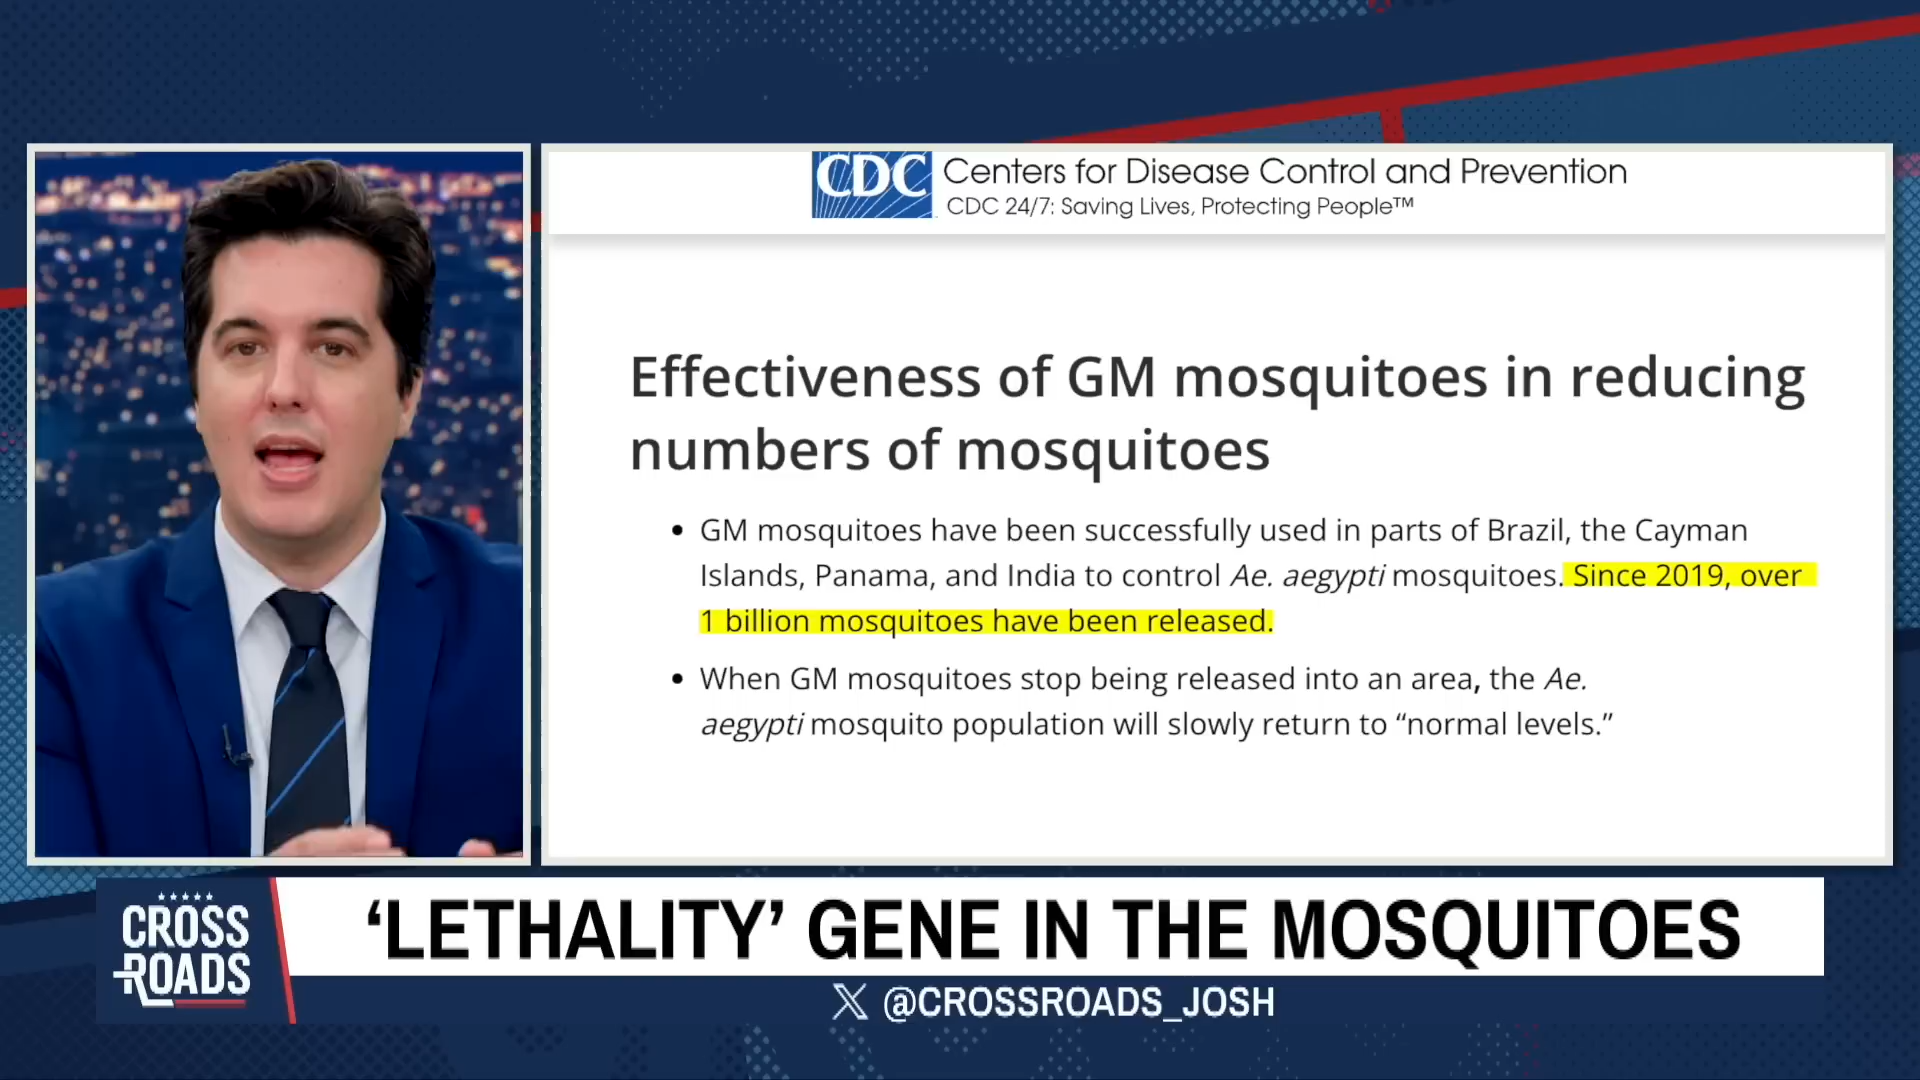 CDC Centers for Disease Control and Prevention
CDC 24/7: Saving Lives, Protecting People™
Effectiveness of GM mosquitoes in reducing
numbers of mosquitoes
• GM mosquitoes have been successfully used in parts of Brazil, the Cayman
Islands, Panama, and India to control Ae. aegypti mosquitoes. Since 2019, over
1 billion mosquitoes have been released.
• When GM mosquitoes stop being released into an area, the Ae.
aegypti mosquito population will slowly return to “normal levels.”
CROSS
ROADS
‘LETHALITY’ GENE IN THE MOSQUITOES
X @CROSSROADS_JOSH